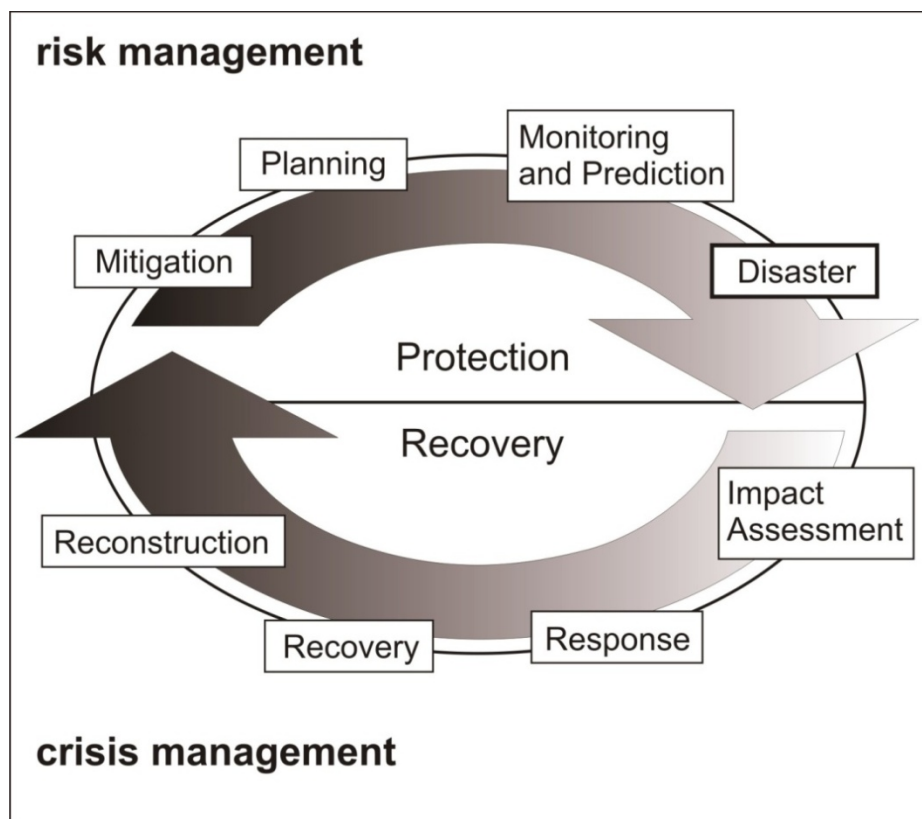 risk management
Planning
Monitoring
and Prediction
Mitigation
Disaster
Protection
Recovery
Impact
Assessment
Reconstruction
Recovery
Response
crisis management